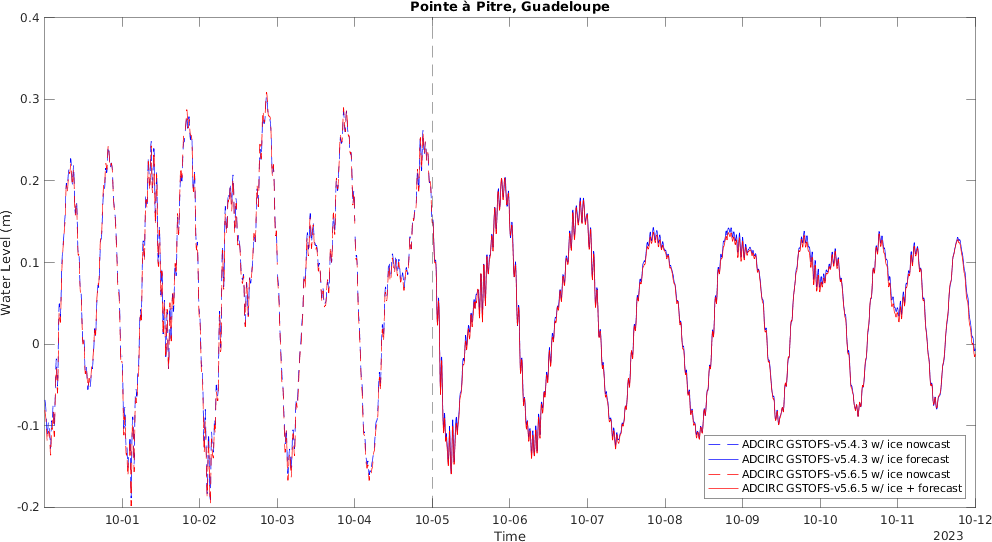 Pointe à Pitre, Guadeloupe
0.4
0.3
0.2
0.1
0
-0.1
-0.2
Water Level (m)
ADCIRC GSTOFS-v5.4.3 w/ ice nowcast
ADCIRC GSTOFS-v5.4.3 w/ ice forecast
ADCIRC GSTOFS-v5.6.5 w/ ice nowcast
ADCIRC GSTOFS-v5.6.5 w/ ice + forecast
10-01 10-02 10-03 10-04 10-05 10-06 10-07 10-08 10-09 10-10 10-11 10-12
Time
2023